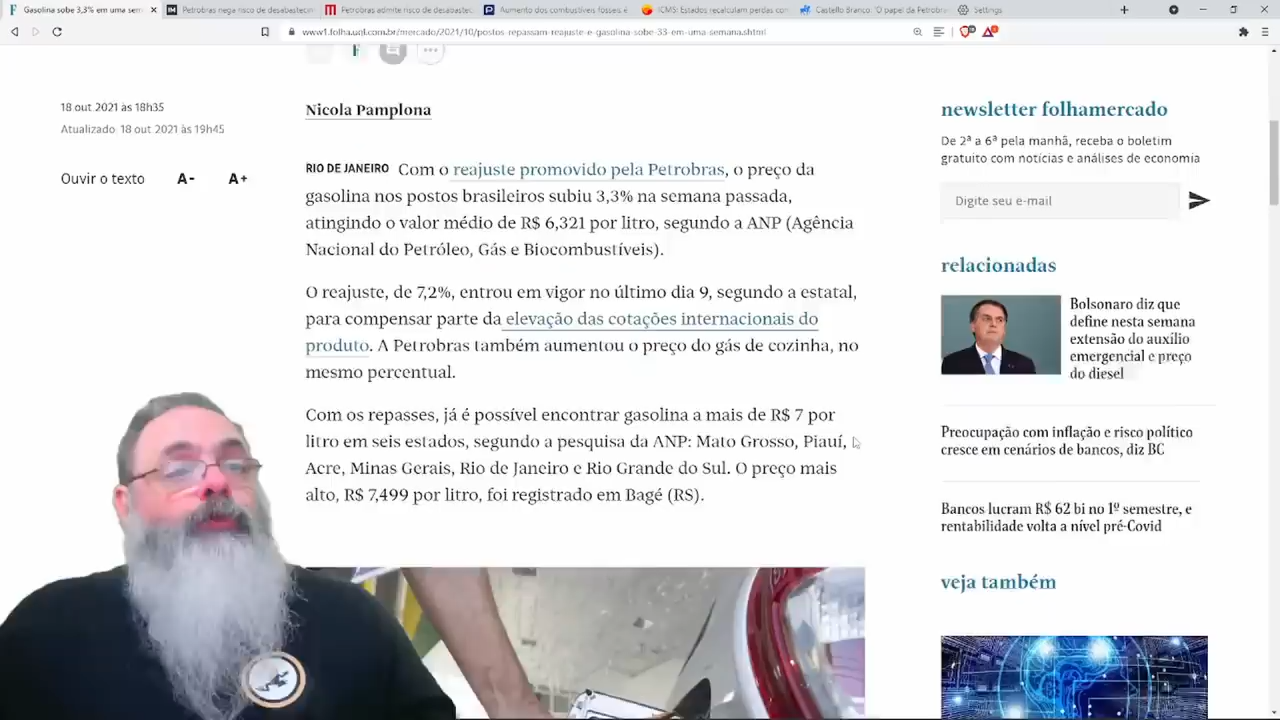 Gasolina sobe 3,3% em uma sem
Petrobras nega risco de desabastecim
Petrobras admite risco de desabastec
Aumento dos combustíveis fósseis é
ICMS: Estados recalculam perdas com
Castello Branco: 'O papel da Petrobra
Settings
www1.folha.uol.com.br/mercado/2021/10/postos-repassam-reajuste-e-gasolina-sobe-33-em-uma-semana.shtml
18.out.2021 às 18h35
Atualizado: 18.out.2021 às 19h45
Ouvir o texto A- A+
Nicola Pamplona
RIO DE JANEIRO Com o reajuste promovido pela Petrobras, o preço da
gasolina nos postos brasileiros subiu 3,3% na semana passada,
atingindo o valor médio de R$ 6,321 por litro, segundo a ANP (Agência
Nacional do Petróleo, Gás e Biocombustíveis).
O reajuste, de 7,2%, entrou em vigor no último dia 9, segundo a estatal,
para compensar parte da elevação das cotações internacionais do
produto. A Petrobras também aumentou o preço do gás de cozinha, no
mesmo percentual.
Com os repasses, já é possível encontrar gasolina a mais de R$ 7 por
litro em seis estados, segundo a pesquisa da ANP: Mato Grosso, Piauí,
Acre, Minas Gerais, Rio de Janeiro e Rio Grande do Sul. O preço mais
alto, R$ 7,499 por litro, foi registrado em Bagé (RS).
newsletter folhamercado
De 2ª a 6ª pela manhã, receba o boletim
gratuito com notícias e análises de economia
Digite seu e-mail
relacionadas
Bolsonaro diz que
define nesta semana
extensão do auxílio
emergencial e preço
do diesel
Preocupação com inflação e risco político
cresce em cenários de bancos, diz BC
Bancos lucram R$ 62 bi no 1º semestre, e
rentabilidade volta a nível pré-Covid
veja também